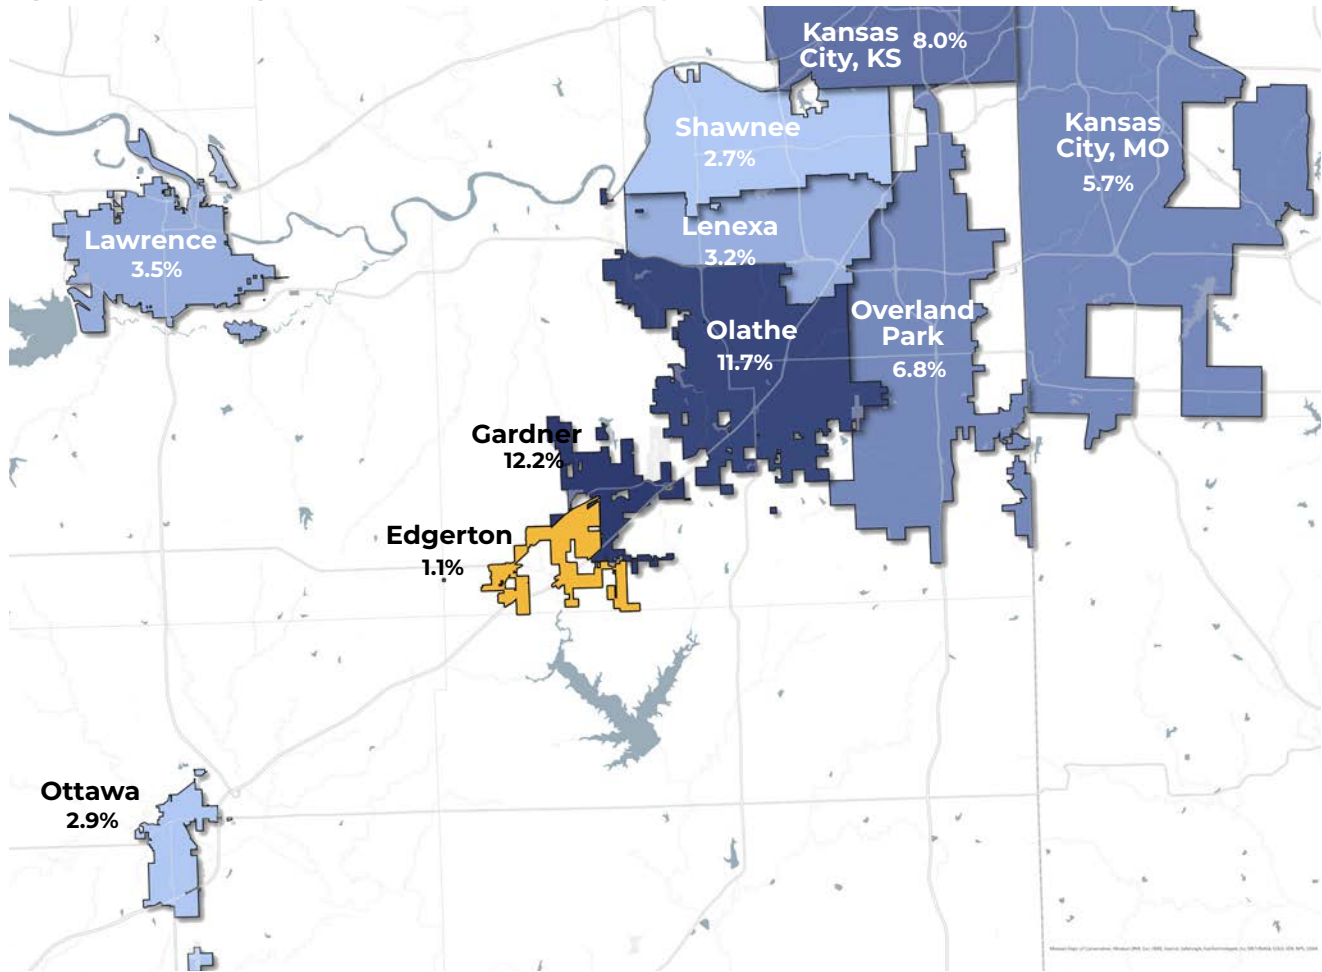 Kansas
City, KS
8.0%
Shawnee
2.7%
Kansas
City, MO
5.7%
Lawrence
3.5%
Lenexa
3.2%
Olathe
11.7%
Overland
Park
6.8%
Gardner
12.2%
Edgerton
1.1%
Ottawa
2.9%